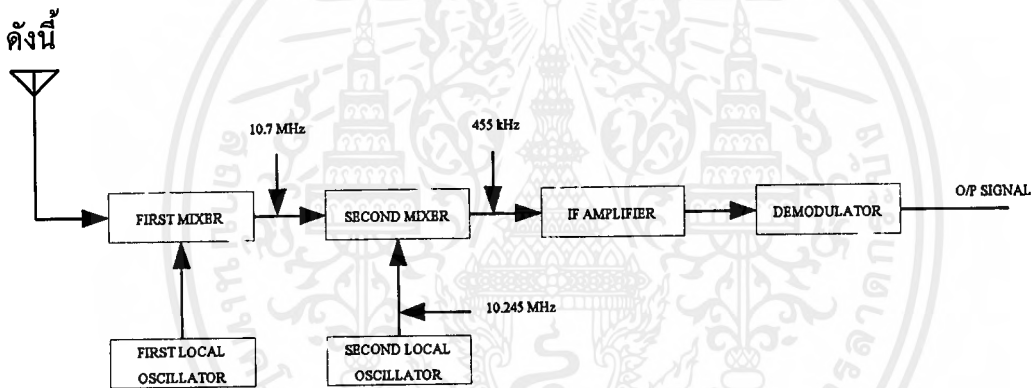 ดังนี้
10.7 MHz
455 kHz
FIRST MIXER
SECOND MIXER
IF AMPLIFIER
DEMODULATOR
O/P SIGNAL
10.245 MHz
FIRST LOCAL
OSCILLATOR
SECOND LOCAL
OSCILLATOR